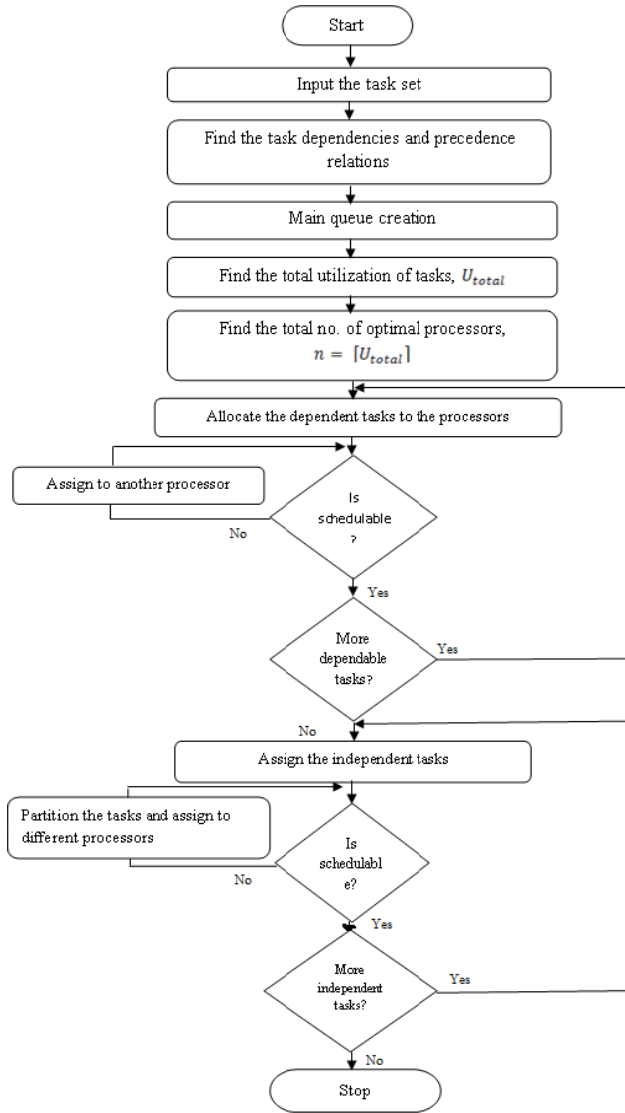 Start
Input the task set
Find the task dependencies and precedence
relations
Main queue creation
Find the total utilization of tasks, U_total
Find the total no. of optimal processors,
n = ⌈U_total⌉
Allocate the dependent tasks to the processors
Assign to another processor
Is
schedulable
?
No
Yes
More
dependable
tasks?
Yes
No
Assign the independent tasks
Partition the tasks and assign to
different processors
Is
schedulabl
e?
No
Yes
More
independent
tasks?
Yes
No
Stop